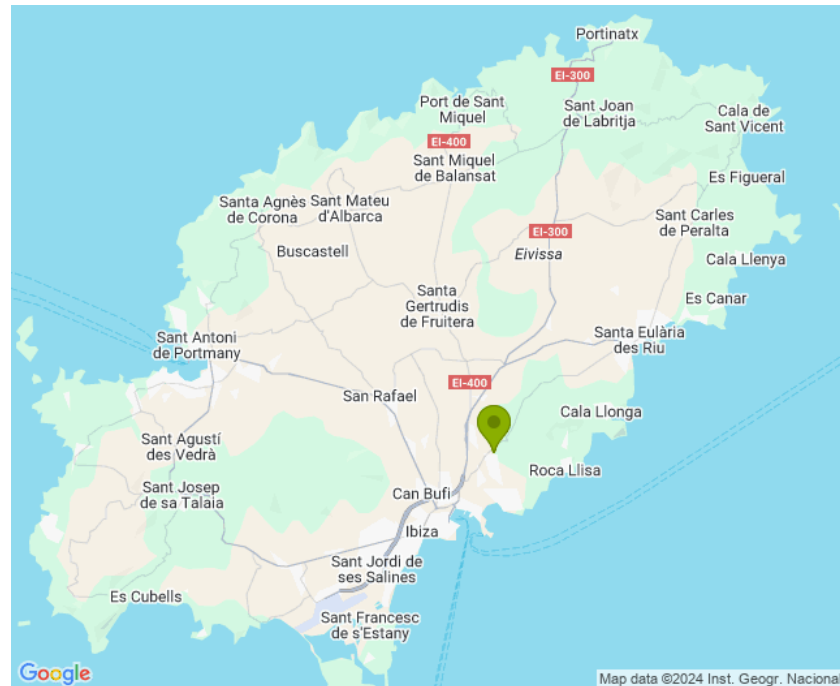 Portinatx
EI-300
Port de Sant
Miquel
Sant Joan
de Labritja
Cala de
Sant Vicent
EI-400
Sant Miquel
de Balansat
Es Figueral
Santa Agnès
de Corona
Sant Mateu
d'Albarca
Sant Carles
de Peralta
EI-300
Buscastell
Eivissa
Cala Llenya
Santa
Gertrudis
de Fruitera
Es Canar
Sant Antoni
de Portmany
Santa Eulària
des Riu
EI-400
San Rafael
Cala Llonga
Sant Agustí
des Vedrà
Roca Llisa
Sant Josep
de sa Talaia
Can Bufi
Ibiza
Sant Jordi de
ses Salines
Es Cubells
Sant Francesc
de s'Estany
Google
Map data ©2024 Inst. Geogr. Nacional